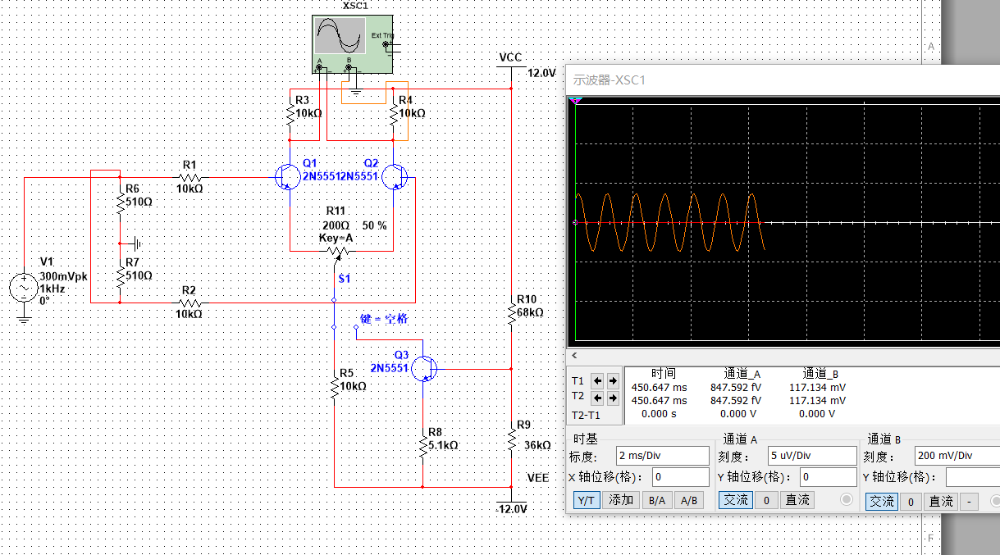 XSC1
Ext Trig
A
B
VCC
12.0V
R3
10kΩ
R4
10kΩ
Q1
2N5551
Q2
2N5551
R1
10kΩ
R6
510Ω
R11
200Ω 50 %
Key=A
V1
300mVpk
1kHz
0°
R7
510Ω
S1
R2
10kΩ
键 = 空格
R10
68kΩ
Q3
2N5551
R5
10kΩ
R8
5.1kΩ
R9
36kΩ
VEE
-12.0V
A
F
示波器-XSC1
<
时间 通道_A 通道_B
T1 450.647 ms 847.592 fV 117.134 mV
T2 450.647 ms 847.592 fV 117.134 mV
T2-T1 0.000 s 0.000 V 0.000 V
时基
标度: 2 ms/Div
X 轴位移(格): 0
Y/T 添加 B/A A/B
通道 A
刻度: 5 uV/Div
Y 轴位移(格): 0
交流 0 直流
通道 B
刻度: 200 mV/Div
Y 轴位移(格):
交流 0 直流 -